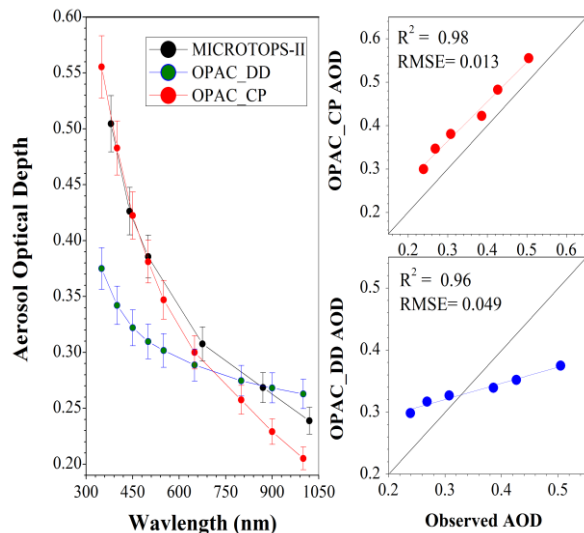 0.60
0.55
0.50
0.45
0.40
0.35
0.30
0.25
0.20
Aerosol Optical Depth
MICROTOPS-II
OPAC_DD
OPAC_CP
300 450 600 750 900 1050
Wavlength (nm)
R² = 0.98
RMSE= 0.013
OPAC_CP AOD
0.6
0.5
0.4
0.3
0.2
0.2 0.3 0.4 0.5 0.6
R² = 0.96
RMSE= 0.049
OPAC_DD AOD
0.5
0.4
0.3
0.2
0.2 0.3 0.4 0.5
Observed AOD